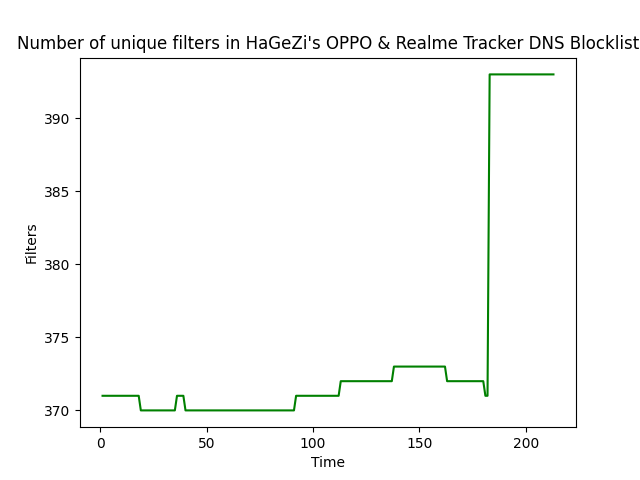 Number of unique filters in HaGeZi's OPPO & Realme Tracker DNS Blocklist
390
385
380
375
370
Filters
0 50 100 150 200
Time